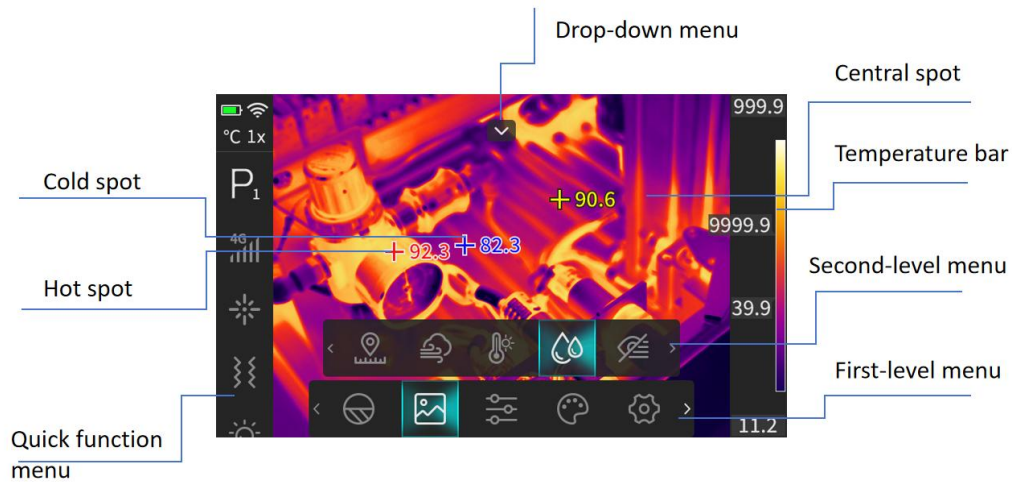 Drop-down menu
Central spot
999.9
°C 1x
Temperature bar
Cold spot
P1
90.6
9999.9
4G
92.3
82.3
Second-level menu
Hot spot
39.9
First-level menu
11.2
Quick function
menu